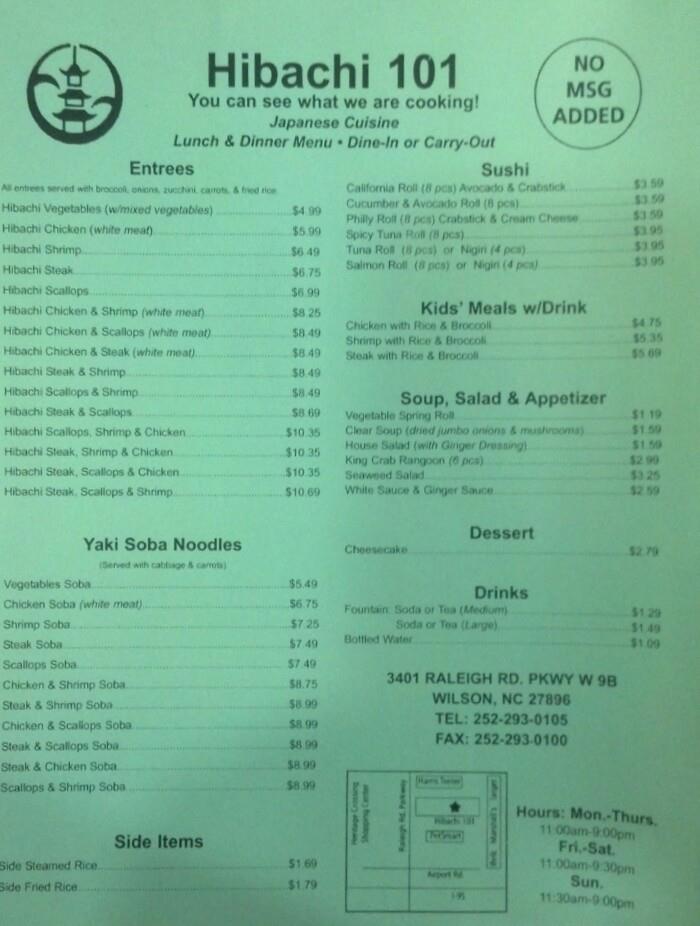 Hibachi 101
You can see what we are cooking!
Japanese Cuisine
Lunch & Dinner Menu • Dine-In or Carry-Out
NO
MSG
ADDED
Entrees
All entrees served with broccoli, onions, zucchini, carrots, & fried rice
Hibachi Vegetables (w/mixed vegetables) $4.99
Hibachi Chicken (white meat) $5.99
Hibachi Shrimp $6.49
Hibachi Steak $6.75
Hibachi Scallops $6.99
Hibachi Chicken & Shrimp (white meat) $8.25
Hibachi Chicken & Scallops (white meat) $8.49
Hibachi Chicken & Steak (white meat) $8.49
Hibachi Steak & Shrimp $8.49
Hibachi Scallops & Shrimp $8.49
Hibachi Steak & Scallops $8.69
Hibachi Scallops, Shrimp & Chicken $10.35
Hibachi Steak, Shrimp & Chicken $10.35
Hibachi Steak, Scallops & Chicken $10.35
Hibachi Steak, Scallops & Shrimp $10.69
Yaki Soba Noodles
(Served with cabbage & carrots)
Vegetables Soba $5.49
Chicken Soba (white meat) $6.75
Shrimp Soba $7.25
Steak Soba $7.49
Scallops Soba $7.49
Chicken & Shrimp Soba $8.75
Steak & Shrimp Soba $8.99
Chicken & Scallops Soba $8.99
Steak & Scallops Soba $8.99
Steak & Chicken Soba $8.99
Scallops & Shrimp Soba $8.99
Side Items
Side Steamed Rice $1.69
Side Fried Rice $1.79
Sushi
California Roll (8 pcs) Avocado & Crabstick $3.59
Cucumber & Avocado Roll (8 pcs) $3.59
Philly Roll (8 pcs) Crabstick & Cream Cheese $3.59
Spicy Tuna Roll (8 pcs) $3.95
Tuna Roll (8 pcs) or Nigiri (4 pcs) $3.95
Salmon Roll (8 pcs) or Nigiri (4 pcs) $3.95
Kids' Meals w/Drink
Chicken with Rice & Broccoli $4.75
Shrimp with Rice & Broccoli $5.35
Steak with Rice & Broccoli $5.69
Soup, Salad & Appetizer
Vegetable Spring Roll $1.19
Clear Soup (dried jumbo onions & mushrooms) $1.59
House Salad (with Ginger Dressing) $1.59
King Crab Rangoon (6 pcs) $2.99
Seaweed Salad $3.25
White Sauce & Ginger Sauce $2.59
Dessert
Cheesecake $2.79
Drinks
Fountain: Soda or Tea (Medium) $1.29
Soda or Tea (Large) $1.49
Bottled Water $1.09
3401 RALEIGH RD. PKWY W 9B
WILSON, NC 27896
TEL: 252-293-0105
FAX: 252-293-0100
Heritage Crossing
Shopping Center
Raleigh Rd. Parkway
Harris Teeter
Hibachi 101
PetSmart
Belk Marshall's Target
Airport Rd.
I-95
Hours: Mon.-Thurs.
11:00am-9:00pm
Fri.-Sat.
11:00am-9:30pm
Sun.
11:30am-9:00pm